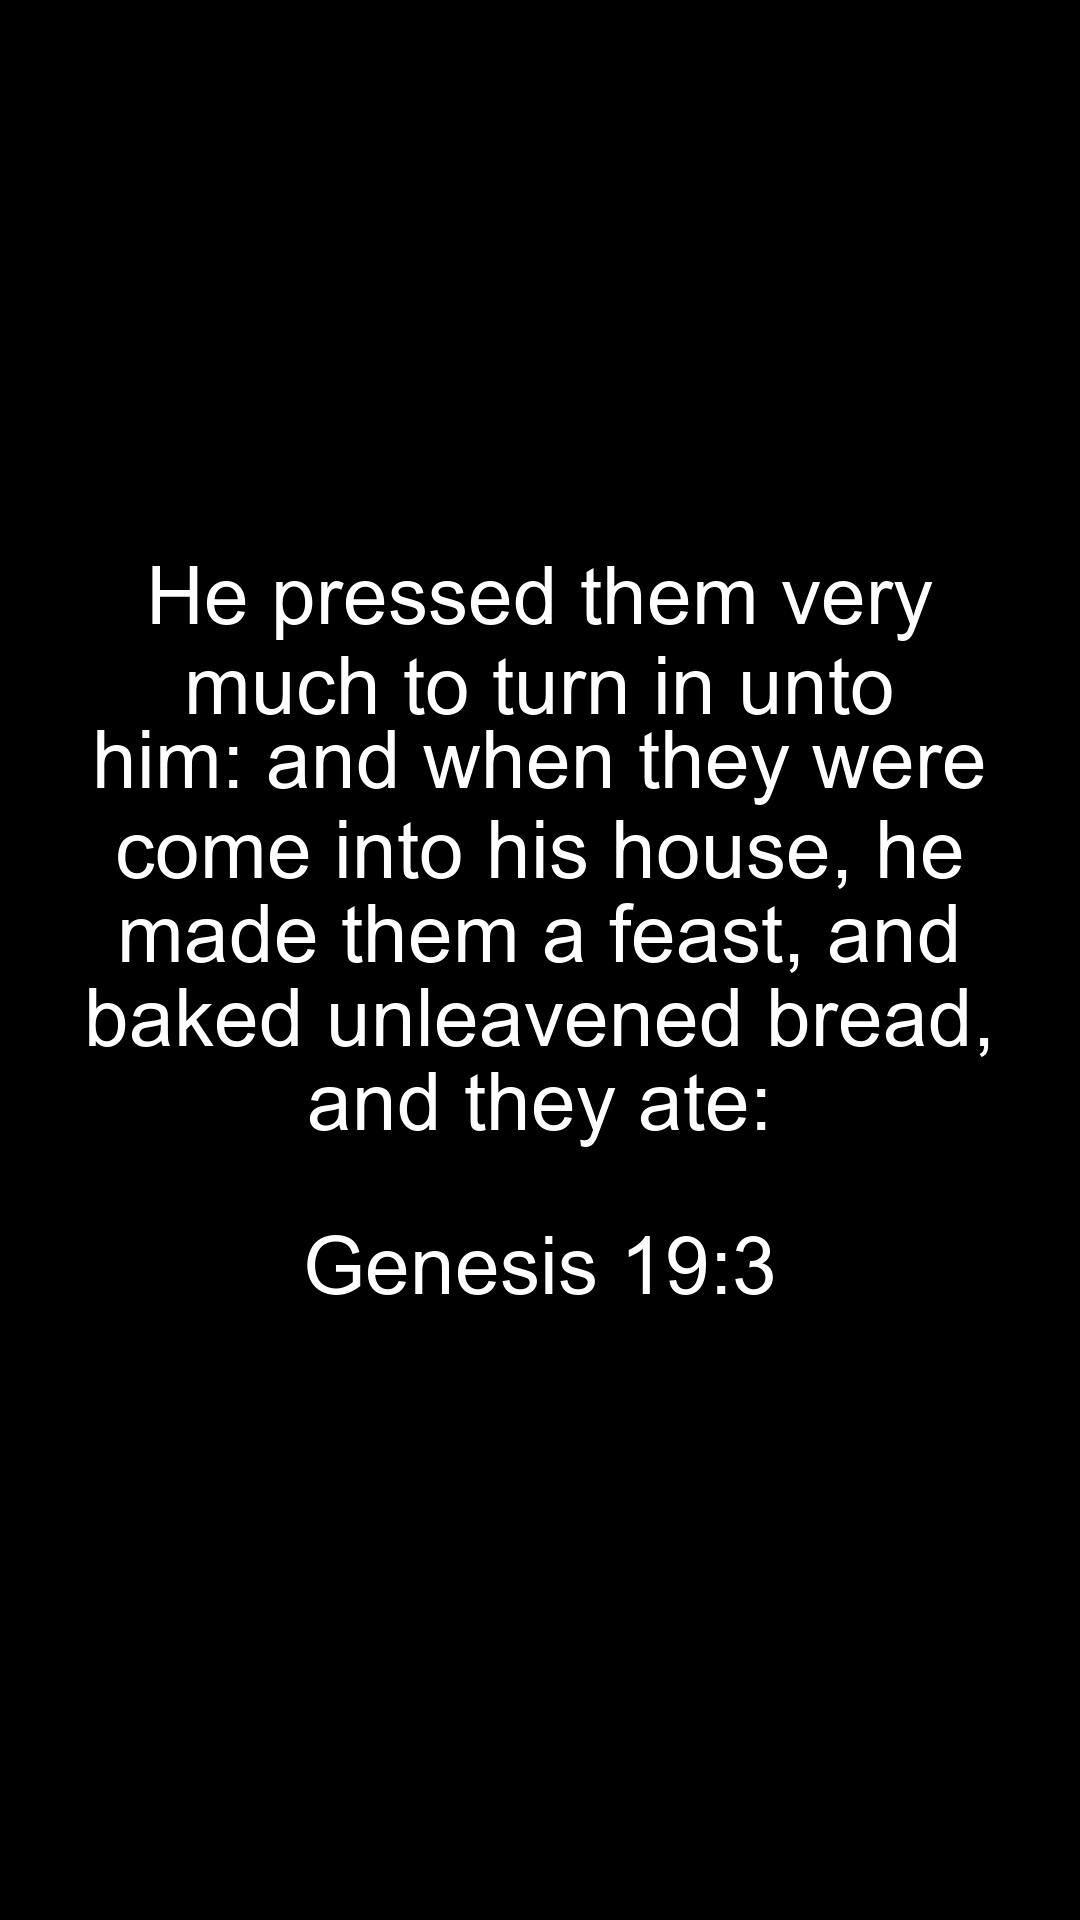 He pressed them very
much to turn in unto
him: and when they were
come into his house, he
made them a feast, and
baked unleavened bread,
and they ate:
Genesis 19:3